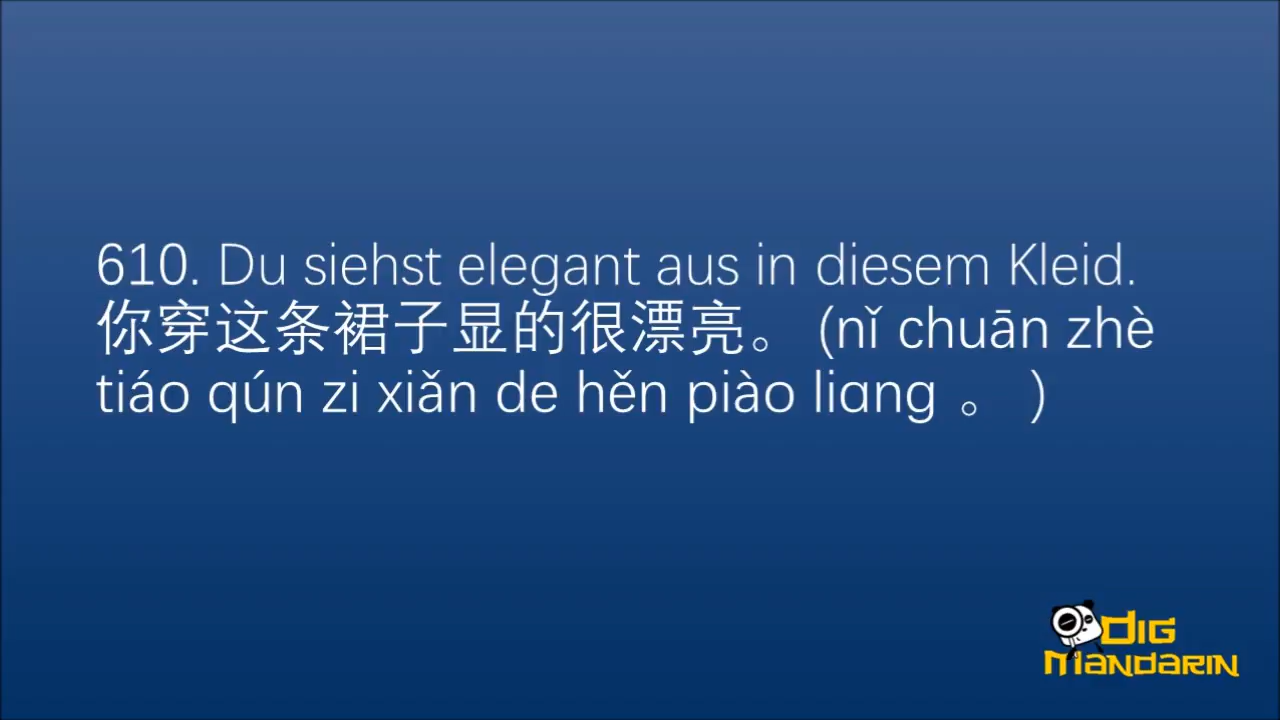 610. Du siehst elegant aus in diesem Kleid.
你穿这条裙子显的很漂亮。 (nǐ chuān zhè
tiáo qún zi xiǎn de hěn piào liɑng 。 )
DIG
MANDARIN